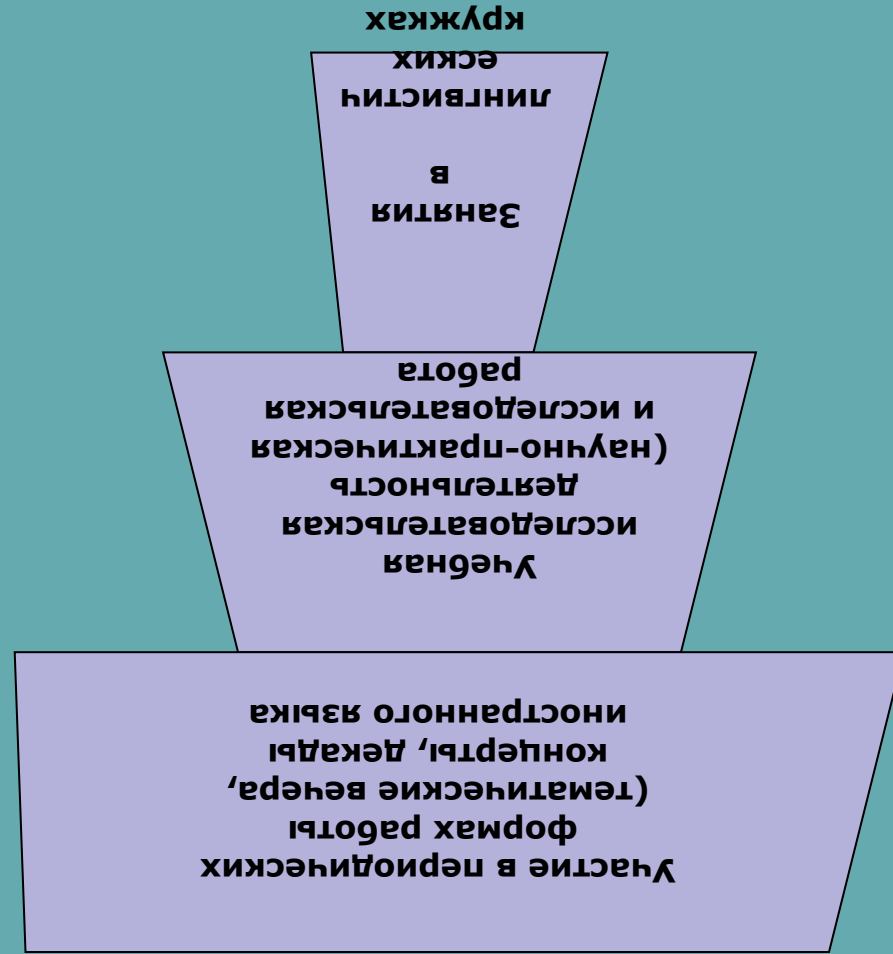 Участие в периодических
формах работы
(тематические вечера,
концерты, декады
иностранного языка
Учебная
исследовательская
деятельность
(научно-практическая
и исследовательская
работа
Занятия
в
лингвистич
еских
кружках